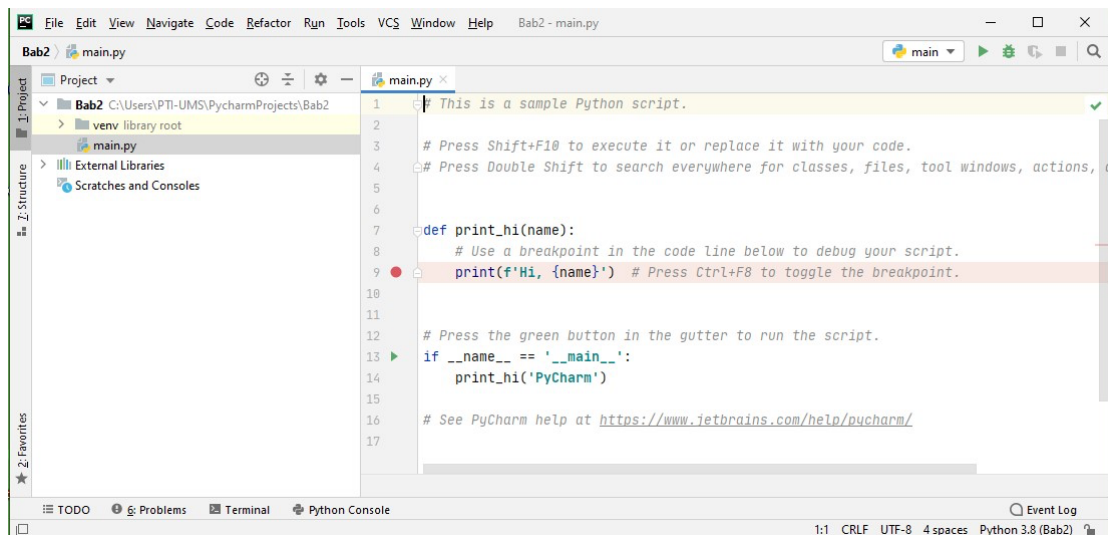 PC File Edit View Navigate Code Refactor Run Tools VCS Window Help Bab2 - main.py
Bab2 main.py main
Project main.py
1: Project
Bab2 C:\Users\PTI-UMS\PycharmProjects\Bab2
venv library root
main.py
External Libraries
Scratches and Consoles
7: Structure
2: Favorites
1 # This is a sample Python script.
2
3 # Press Shift+F10 to execute it or replace it with your code.
4 # Press Double Shift to search everywhere for classes, files, tool windows, actions,
5
6
7 def print_hi(name):
8     # Use a breakpoint in the code line below to debug your script.
9     print(f'Hi, {name}')  # Press Ctrl+F8 to toggle the breakpoint.
10
11
12 # Press the green button in the gutter to run the script.
13 if __name__ == '__main__':
14     print_hi('PyCharm')
15
16 # See PyCharm help at https://www.jetbrains.com/help/pycharm/
17
TODO 6: Problems Terminal Python Console Event Log
1:1 CRLF UTF-8 4 spaces Python 3.8 (Bab2)